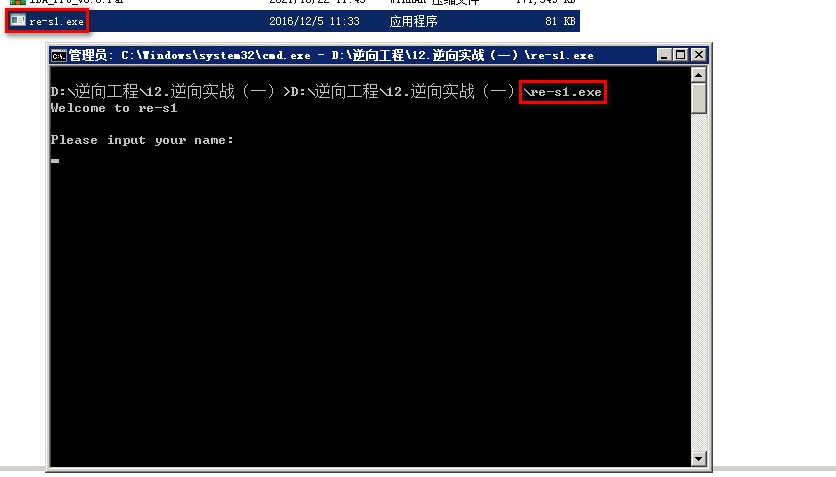 re-s1.exe 2016/12/5 11:33 应用程序 81 KB
管理员: C:\Windows\system32\cmd.exe - D:\逆向工程\12.逆向实战（一）\re-s1.exe
D:\逆向工程\12.逆向实战（一）>D:\逆向工程\12.逆向实战（一）\re-s1.exe
Welcome to re-s1
Please input your name: